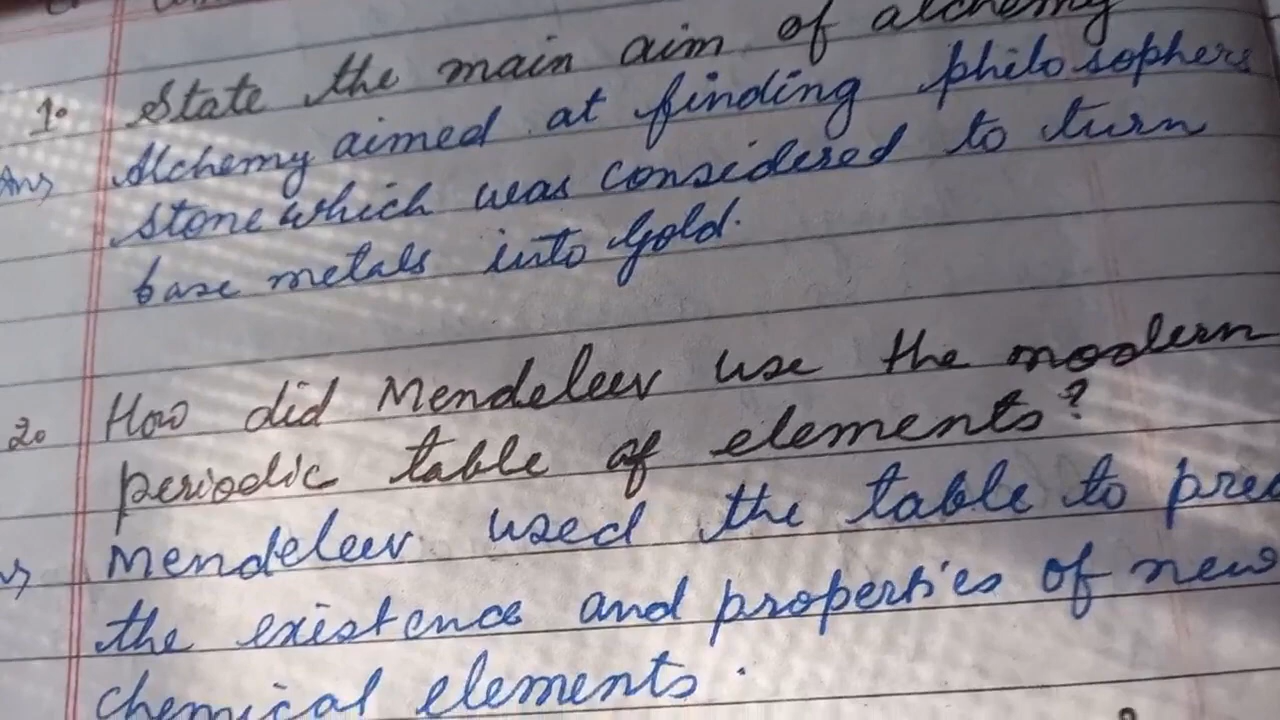 1. State the main aim of alchemy
Ans Alchemy aimed at finding philosophers
stone which was considered to turn
base metals into Gold.
2. How did Mendeleev use the modern
periodic table of elements?
Mendeleev used the table to
the existence and properties of new
chemical elements.